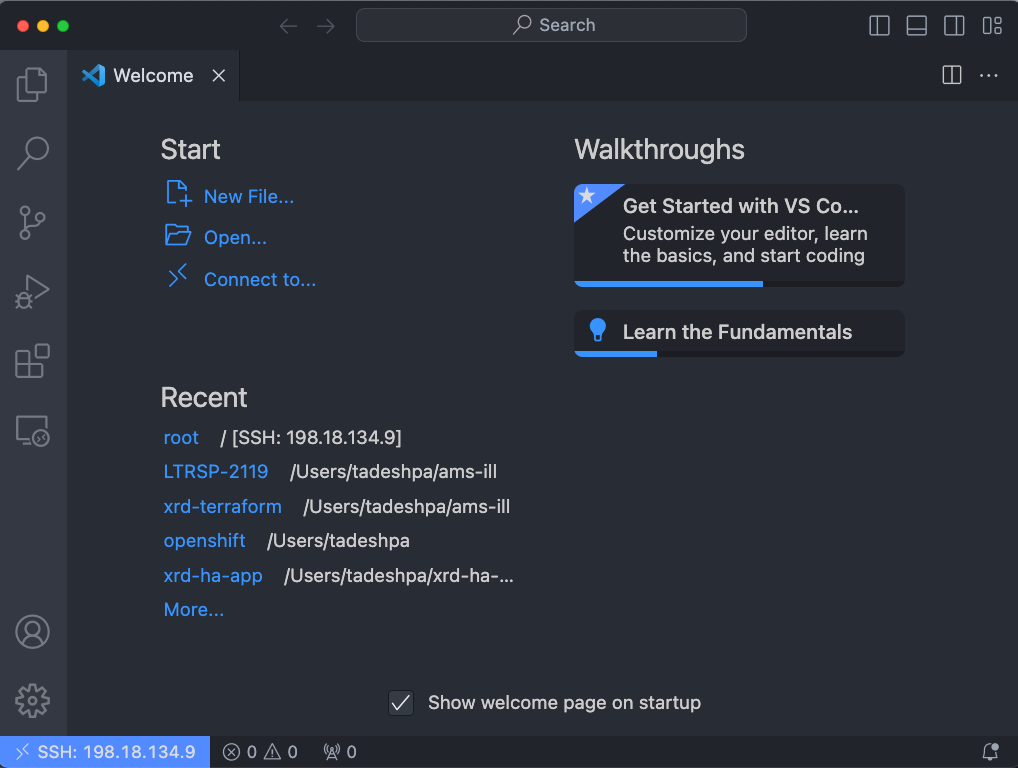 Search
Welcome
Start
New File...
Open...
Connect to...
Walkthroughs
Get Started with VS Co...
Customize your editor, learn
the basics, and start coding
Learn the Fundamentals
Recent
root / [SSH: 198.18.134.9]
LTRSP-2119 /Users/tadeshpa/ams-ill
xrd-terraform /Users/tadeshpa/ams-ill
openshift /Users/tadeshpa
xrd-ha-app /Users/tadeshpa/xrd-ha-...
More...
Show welcome page on startup
SSH: 198.18.134.9 0 0 0